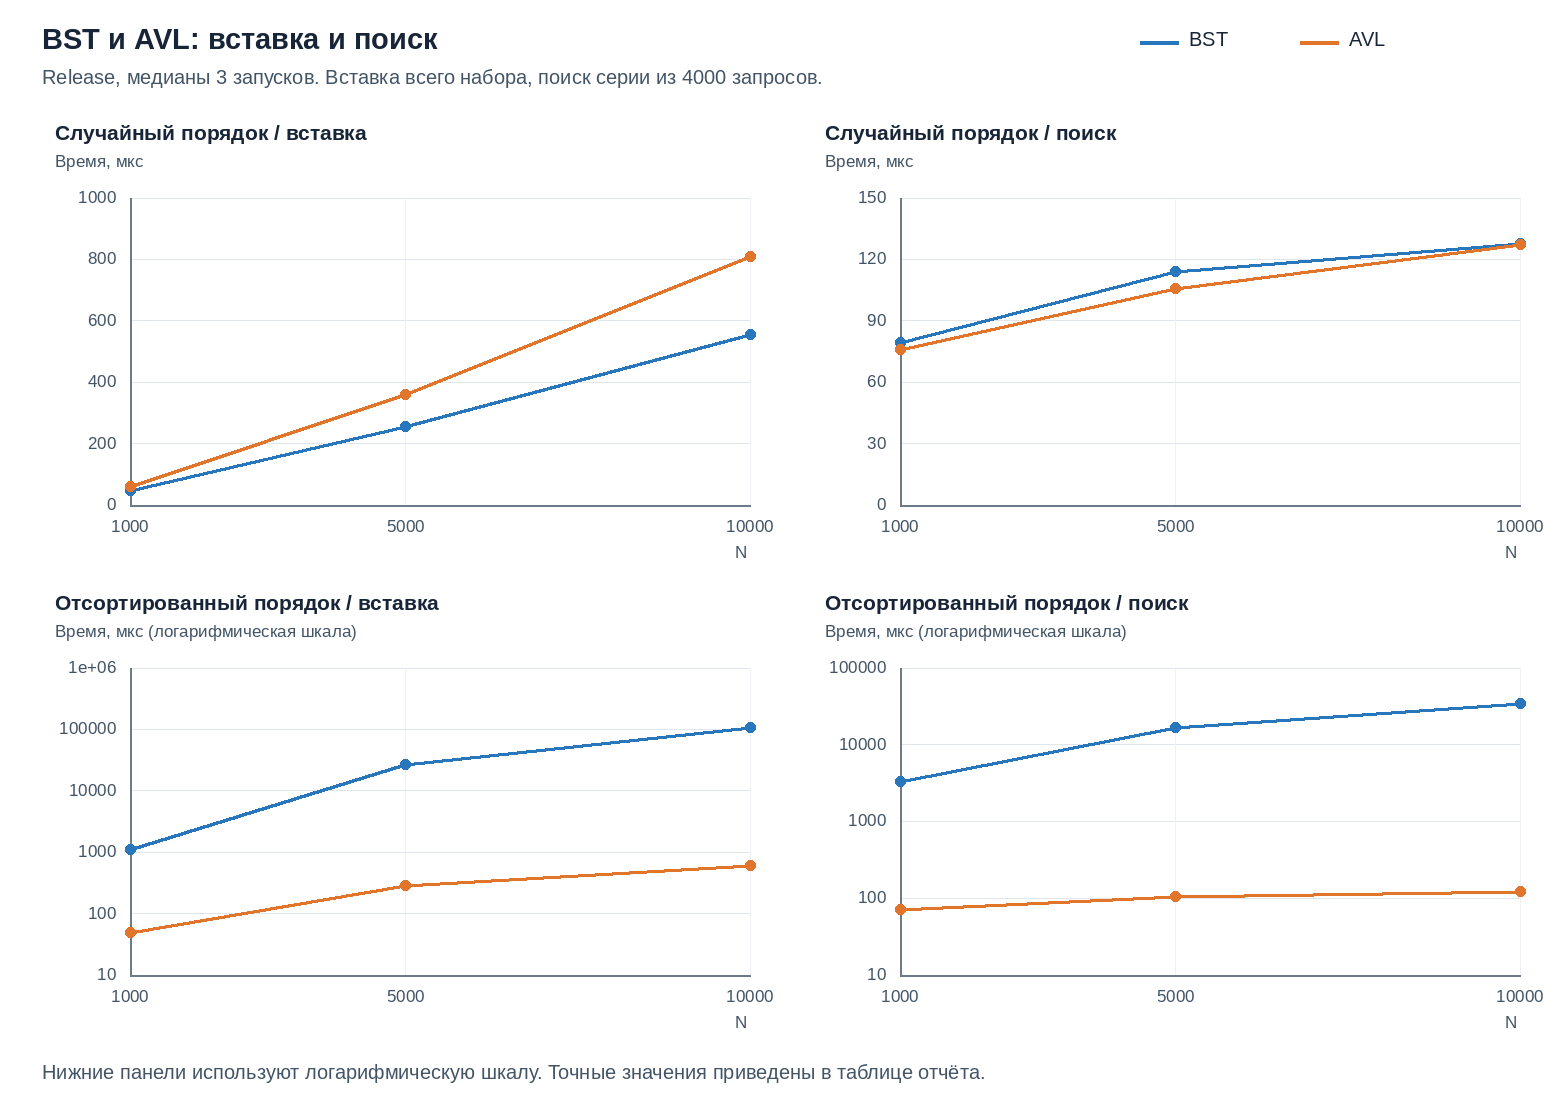 BST и AVL: вставка и поиск
BST
AVL
Release, медианы 3 запусков. Вставка всего набора, поиск серии из 4000 запросов.
Случайный порядок / вставка
Время, мкс
1000
800
600
400
200
0
1000 5000 10000
N
Случайный порядок / поиск
Время, мкс
150
120
90
60
30
0
1000 5000 10000
N
Отсортированный порядок / вставка
Время, мкс (логарифмическая шкала)
1e+06
100000
10000
1000
100
10
1000 5000 10000
N
Отсортированный порядок / поиск
Время, мкс (логарифмическая шкала)
100000
10000
1000
100
10
1000 5000 10000
N
Нижние панели используют логарифмическую шкалу. Точные значения приведены в таблице отчёта.